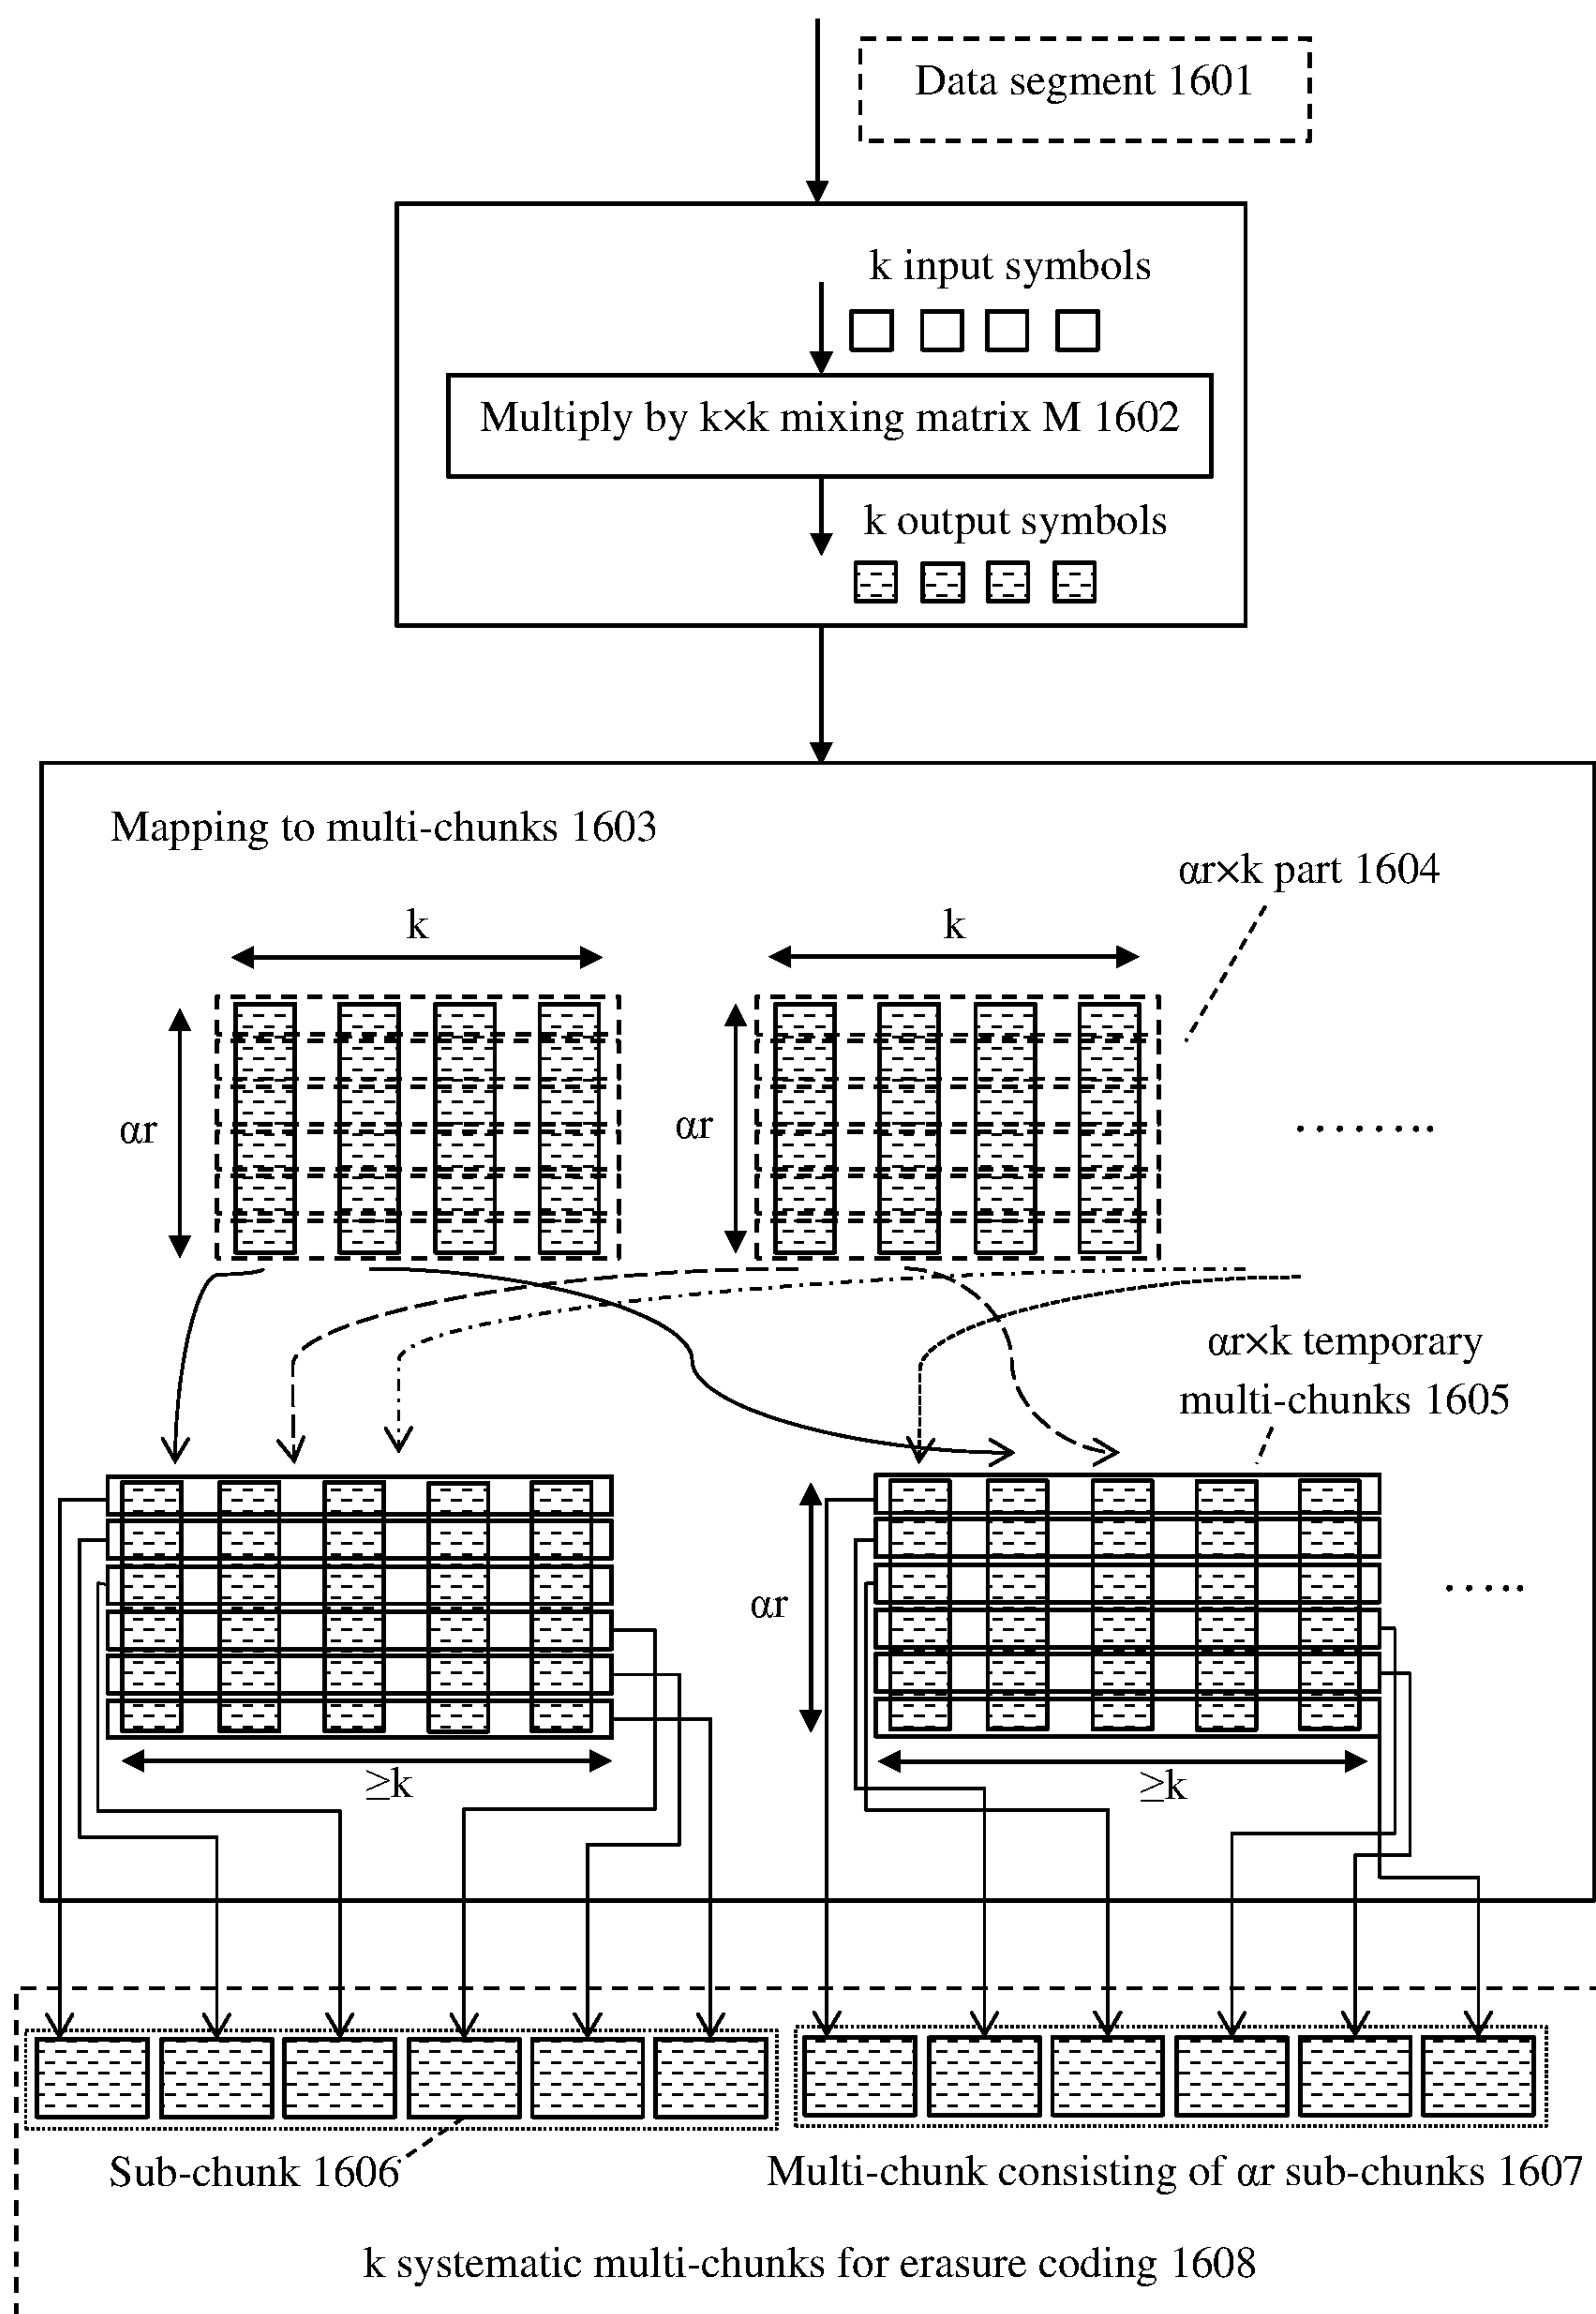 Data segment 1601
k input symbols
Multiply by k×k mixing matrix M 1602
k output symbols
Mapping to multi-chunks 1603
αr×k part 1604
k
k
αr
αr
αr×k temporary
multi-chunks 1605
αr
≥k
≥k
Sub-chunk 1606
Multi-chunk consisting of αr sub-chunks 1607
k systematic multi-chunks for erasure coding 1608